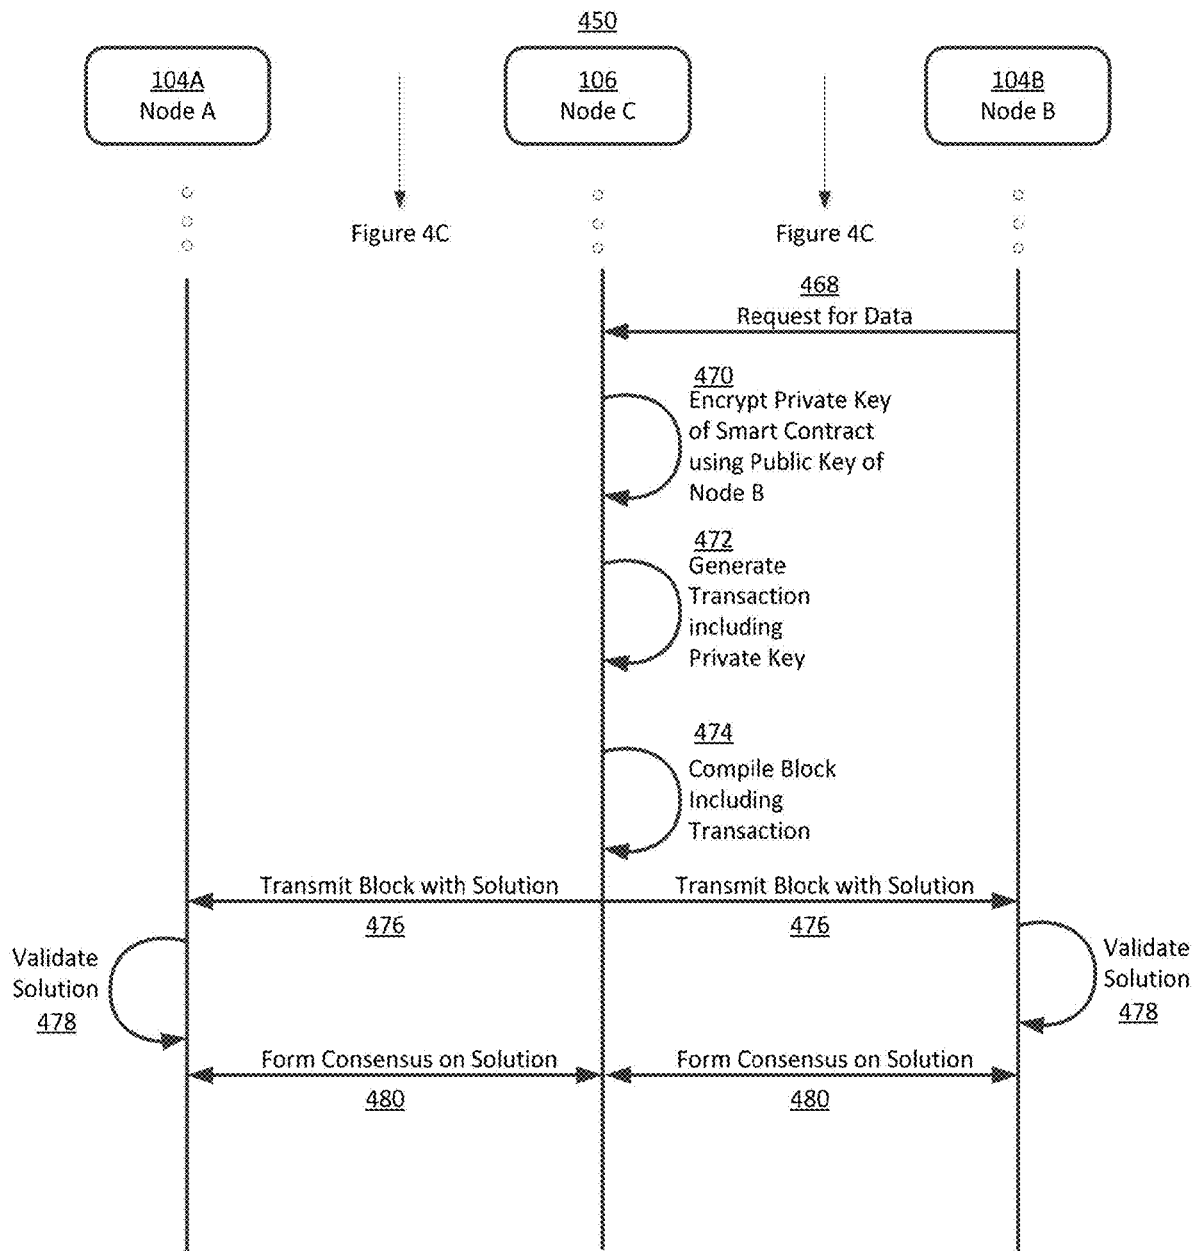 450
104A
Node A
106
Node C
104B
Node B
Figure 4C
Figure 4C
468
Request for Data
470
Encrypt Private Key
of Smart Contract
using Public Key of
Node B
472
Generate
Transaction
including
Private Key
474
Compile Block
Including
Transaction
Transmit Block with Solution
476
Transmit Block with Solution
476
Validate
Solution
478
Validate
Solution
478
Form Consensus on Solution
480
Form Consensus on Solution
480